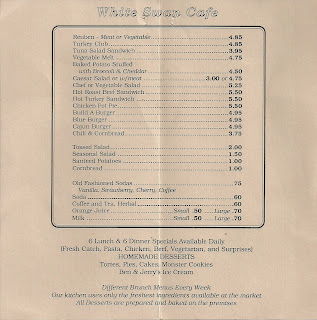 White Swan Cafe
Reuben - Meat or Vegetable 4.85
Turkey Club 4.85
Tuna Salad Sandwich 3.95
Vegetable Melt 4.75
Baked Potato Stuffed
with Broccoli & Cheddar 4.50
Caesar Salad or w/meat 3.00 or 4.75
Chef or Vegetable Salad 5.25
Hot Roast Beef Sandwich 5.50
Hot Turkey Sandwich 5.50
Chicken Pot Pie 5.50
Build A Burger 4.95
Blue Burger 4.95
Cajun Burger 4.95
Chili & Cornbread 3.75
Tossed Salad 2.00
Seasonal Salad 1.50
Sauteed Potatoes 1.00
Cornbread 1.00
Old Fashioned Sodas .75
Vanilla, Strawberry, Cherry, Coffee
Soda .60
Coffee and Tea, Herbal .60
Orange Juice Small .50 Large .70
Milk Small .50 Large .70
6 Lunch & 6 Dinner Specials Available Daily
(Fresh Catch, Pasta, Chicken, Beef, Vegetarian, and Surprises)
HOMEMADE DESSERTS
Tortes, Pies, Cakes, Monster Cookies
Ben & Jerry's Ice Cream
Different Brunch Menus Every Week
Our kitchen uses only the freshest ingredients available at the market
All Desserts are prepared and baked on the premises